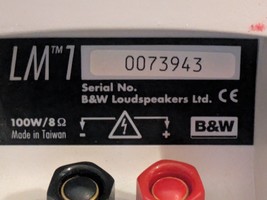 LM™1 0073943
Serial No.
B&W Loudspeakers Ltd. CE
100W/8Ω
Made in Taiwan - + B&W